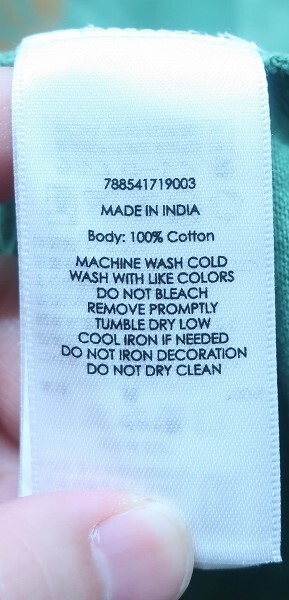 788541719003
MADE IN INDIA
Body: 100% Cotton
MACHINE WASH COLD
WASH WITH LIKE COLORS
DO NOT BLEACH
REMOVE PROMPTLY
TUMBLE DRY LOW
COOL IRON IF NEEDED
DO NOT IRON DECORATION
DO NOT DRY CLEAN